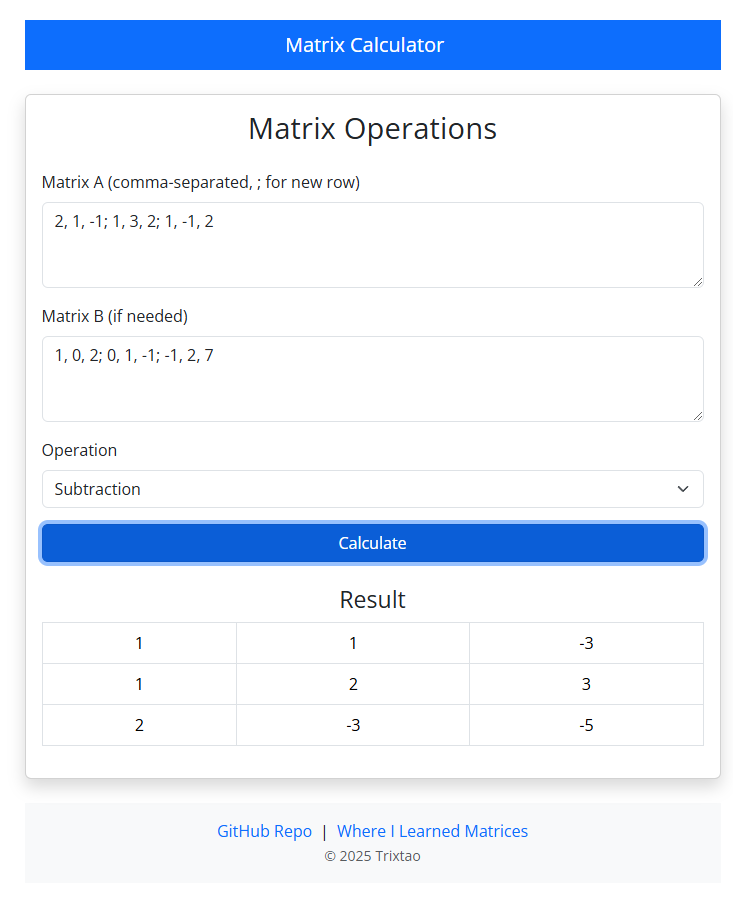 Matrix Calculator
Matrix Operations
Matrix A (comma-separated, ; for new row)
2, 1, -1; 1, 3, 2; 1, -1, 2
Matrix B (if needed)
1, 0, 2; 0, 1, -1; -1, 2, 7
Operation
Subtraction
Calculate
Result
1 1 -3
1 2 3
2 -3 -5
GitHub Repo | Where I Learned Matrices
© 2025 Trixtao